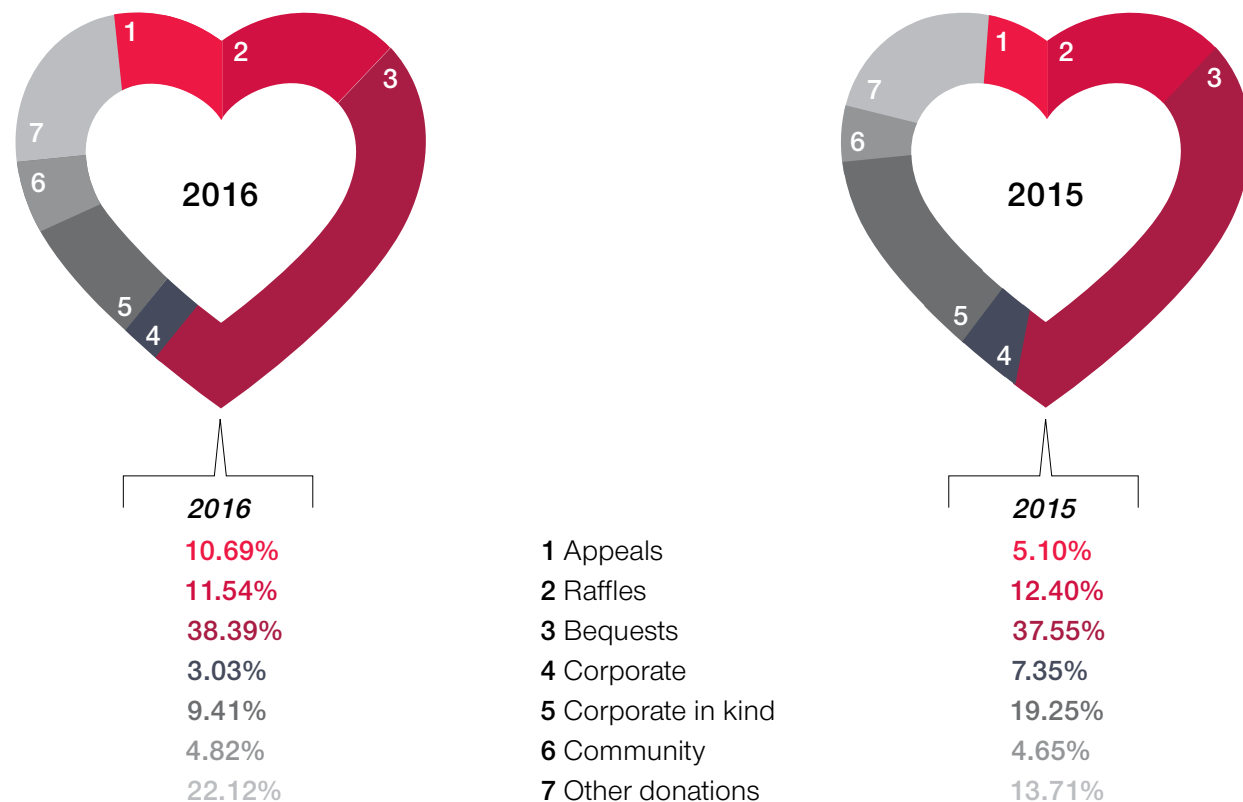 1
2
3
7
6
5
4
2016
1
2
3
7
6
5
4
2015
2016 2015
10.69% 1 Appeals 5.10%
11.54% 2 Raffles 12.40%
38.39% 3 Bequests 37.55%
3.03% 4 Corporate 7.35%
9.41% 5 Corporate in kind 19.25%
4.82% 6 Community 4.65%
22.12% 7 Other donations 13.71%